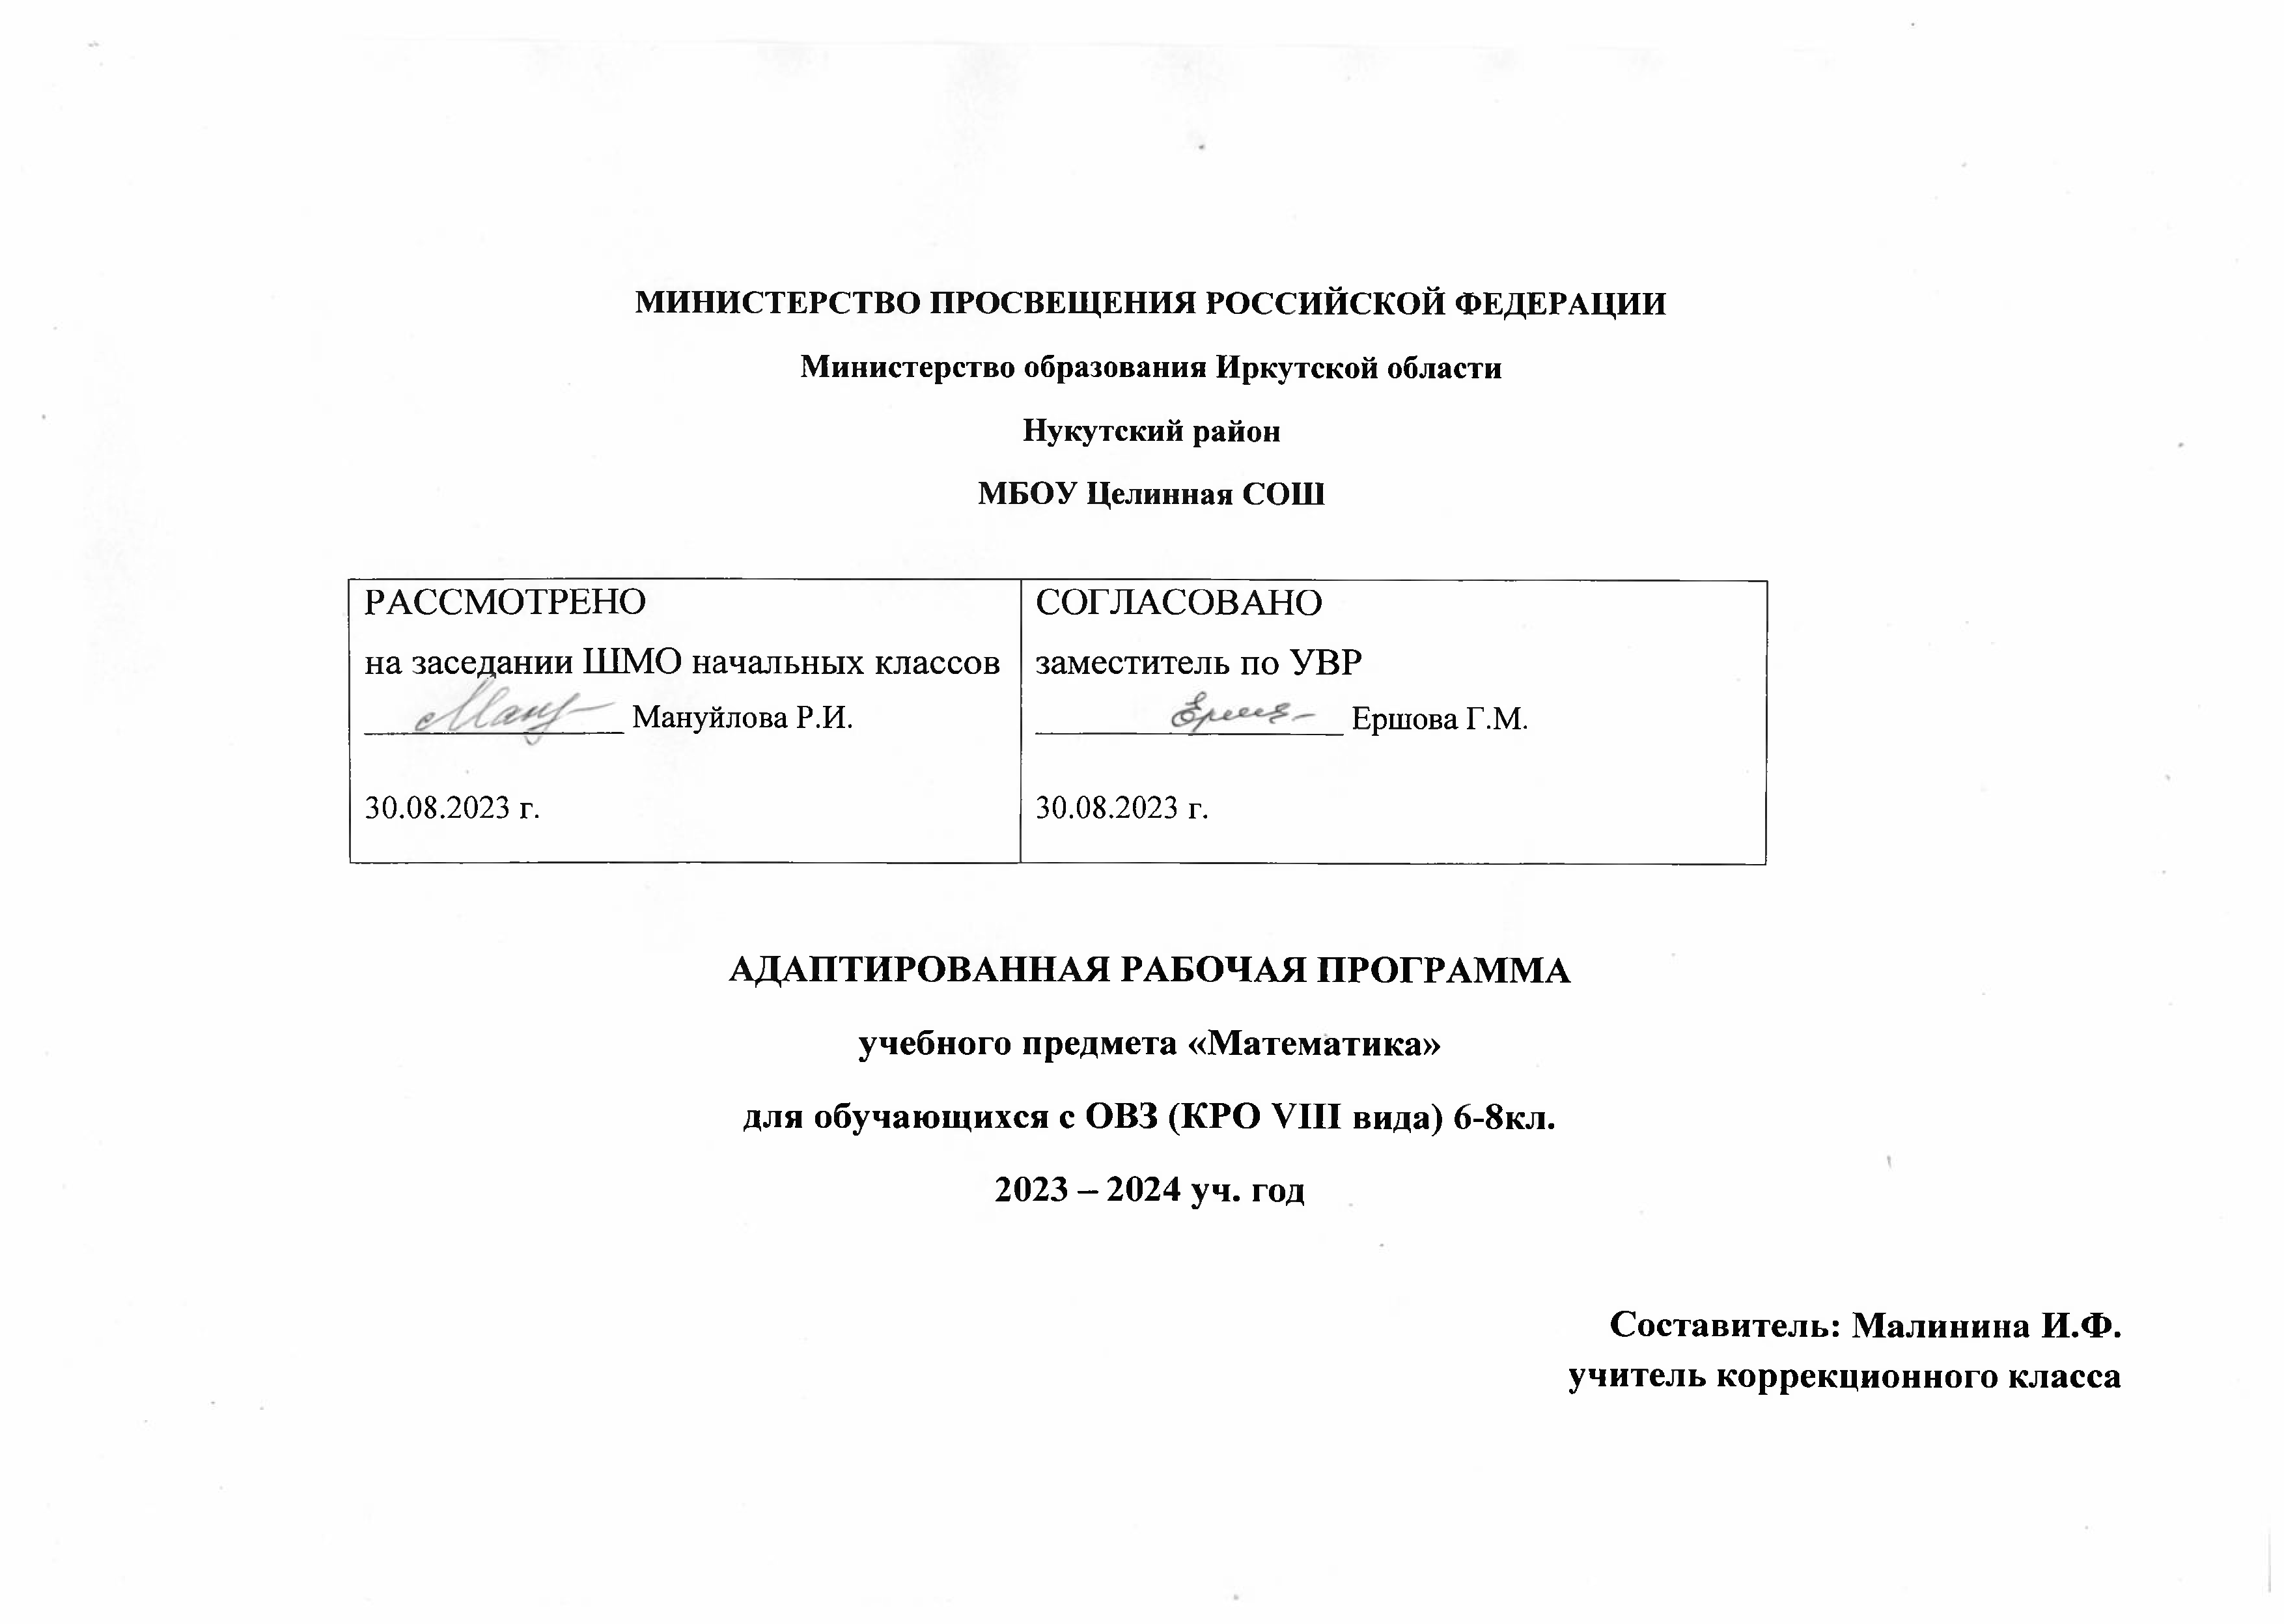 МИНИСТЕРСТВО ПРОСВЕЩЕНИЯ РОССИЙСКОЙ ФЕДЕРАЦИИ
Министерство образования Иркутской области
Нукутский район
МБОУ Целинная СОШ
РАССМОТРЕНО
на заседании ШМО начальных классов
Мануйлова Р.И.
30.08.2023 г.
СОГЛАСОВАНО
заместитель по УВР
Ершова Г.М.
30.08.2023 г.
АДАПТИРОВАННАЯ РАБОЧАЯ ПРОГРАММА
учебного предмета «Математика»
для обучающихся с ОВЗ (КРО VIII вида) 6-8кл.
2023 – 2024 уч. год
Составитель: Малинина И.Ф.
учитель коррекционного класса